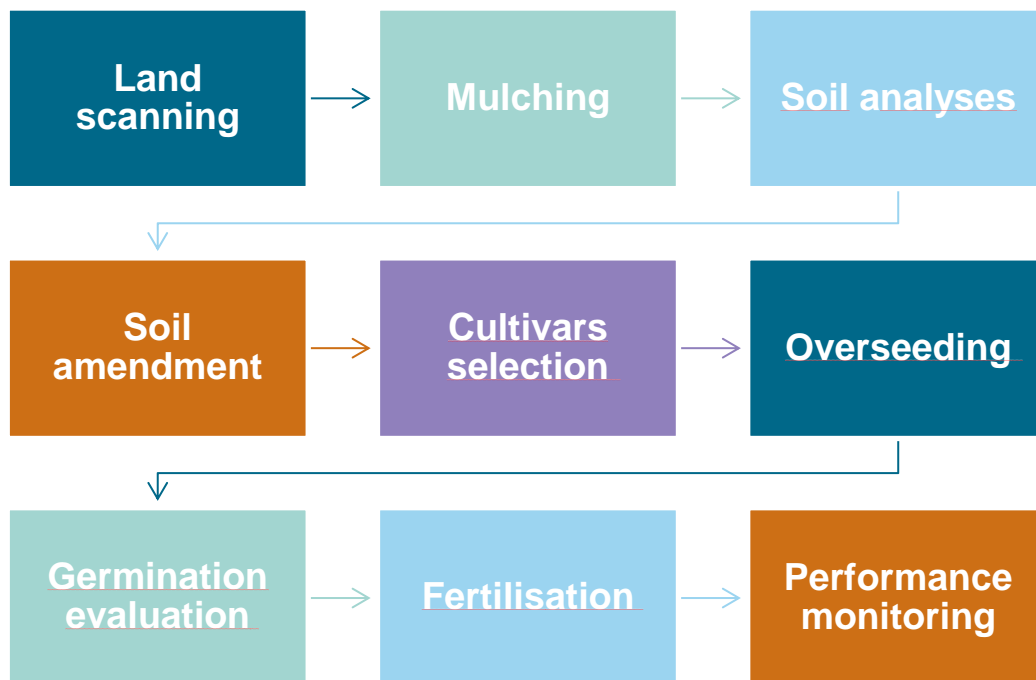 Land
scanning
Mulching
Soil analyses
Soil
amendment
Cultivars
selection
Overseeding
Germination
evaluation
Fertilisation
Performance
monitoring